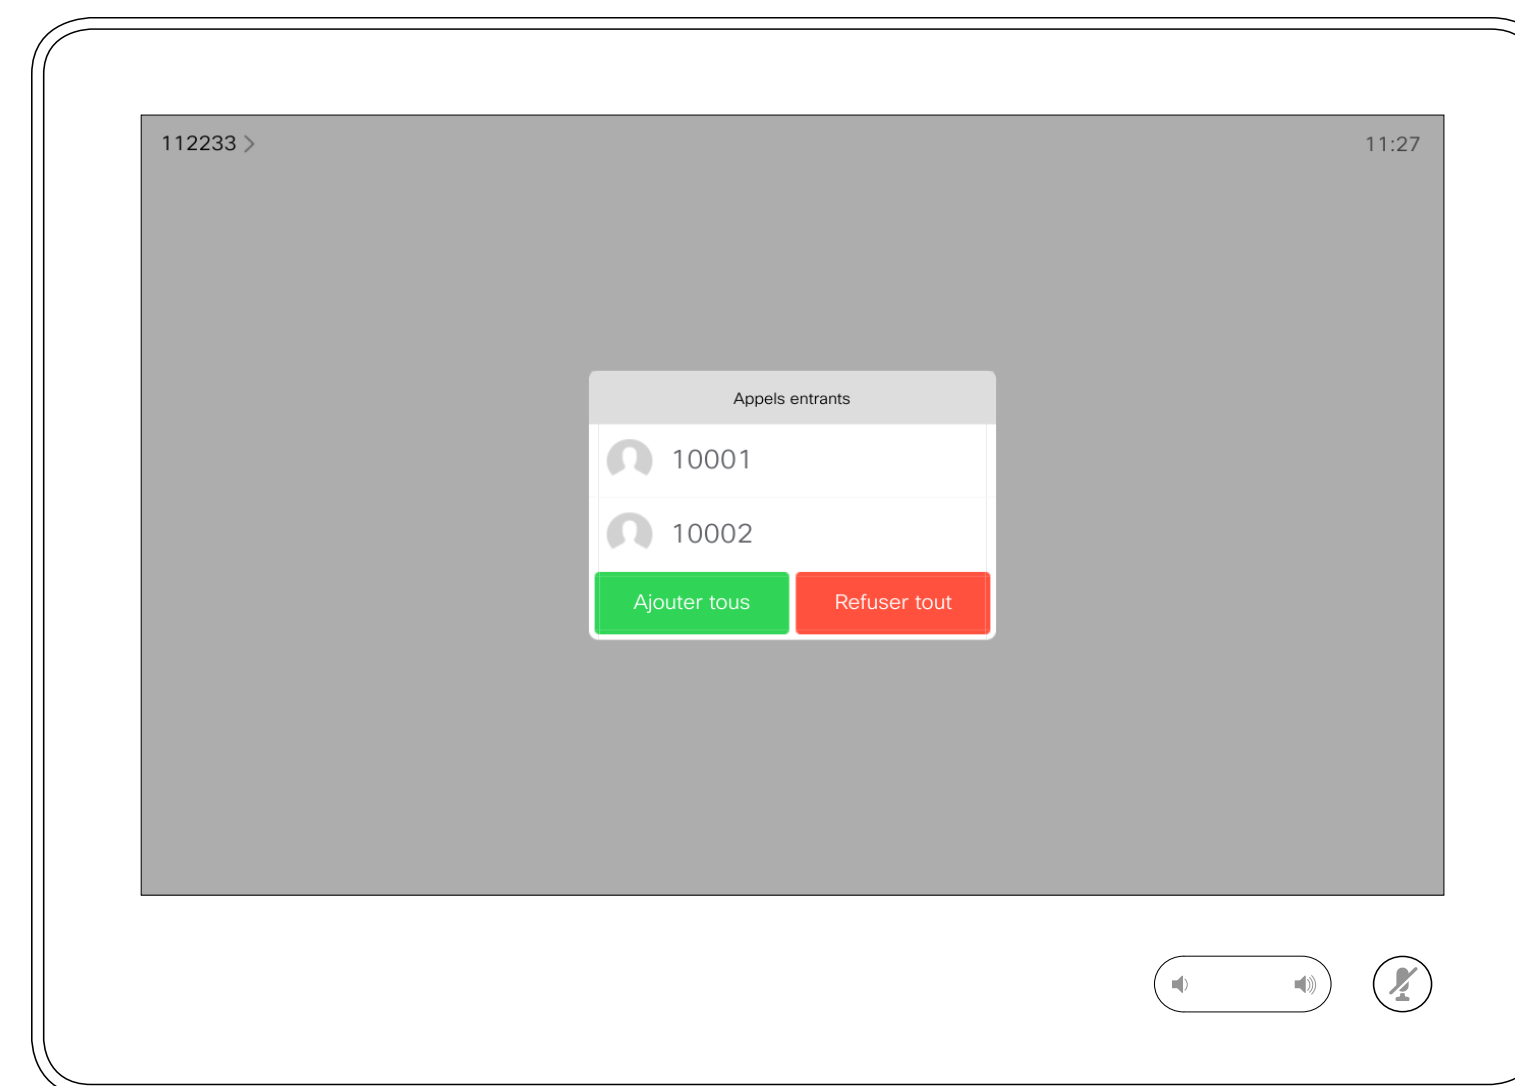 112233
11:27
Appels entrants
10001
10002
Ajouter tous
Refuser tout